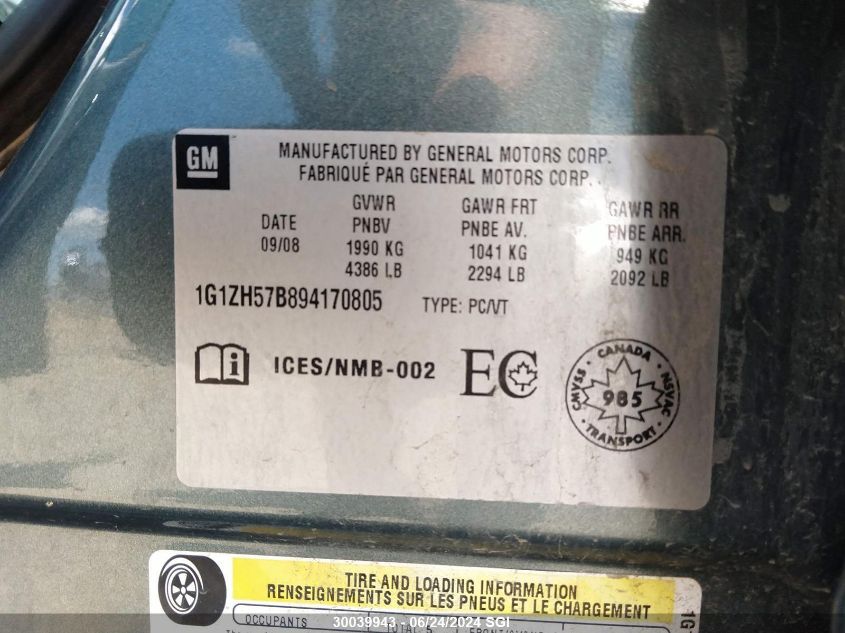 GM
MANUFACTURED BY GENERAL MOTORS CORP.
FABRIQUÉ PAR GENERAL MOTORS CORP.
DATE
09/08
GVWR
PNBV
1990 KG
4386 LB
GAWR FRT
PNBE AV.
1041 KG
2294 LB
GAWR RR
PNBE ARR.
949 KG
2092 LB
1G1ZH57B894170805 TYPE: PC/VT
i ICES/NMB-002 EC
CANADA
CMVSS 985 NSVAC
TRANSPORT
TIRE AND LOADING INFORMATION
RENSEIGNEMENTS SUR LES PNEUS ET LE CHARGEMENT
OCCUPANTS
30039943 - 06/24/2024 SGI